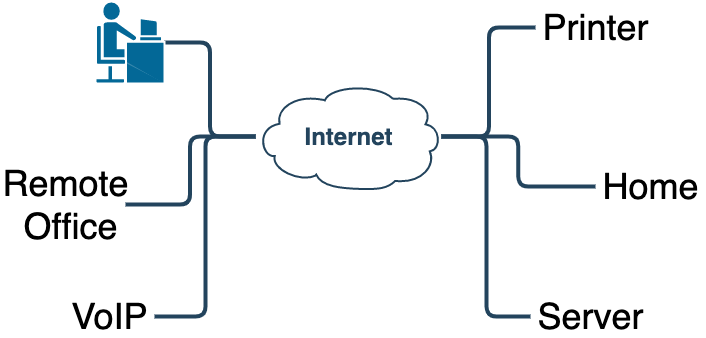 Printer
Internet
Remote
Office
Home
VoIP
Server